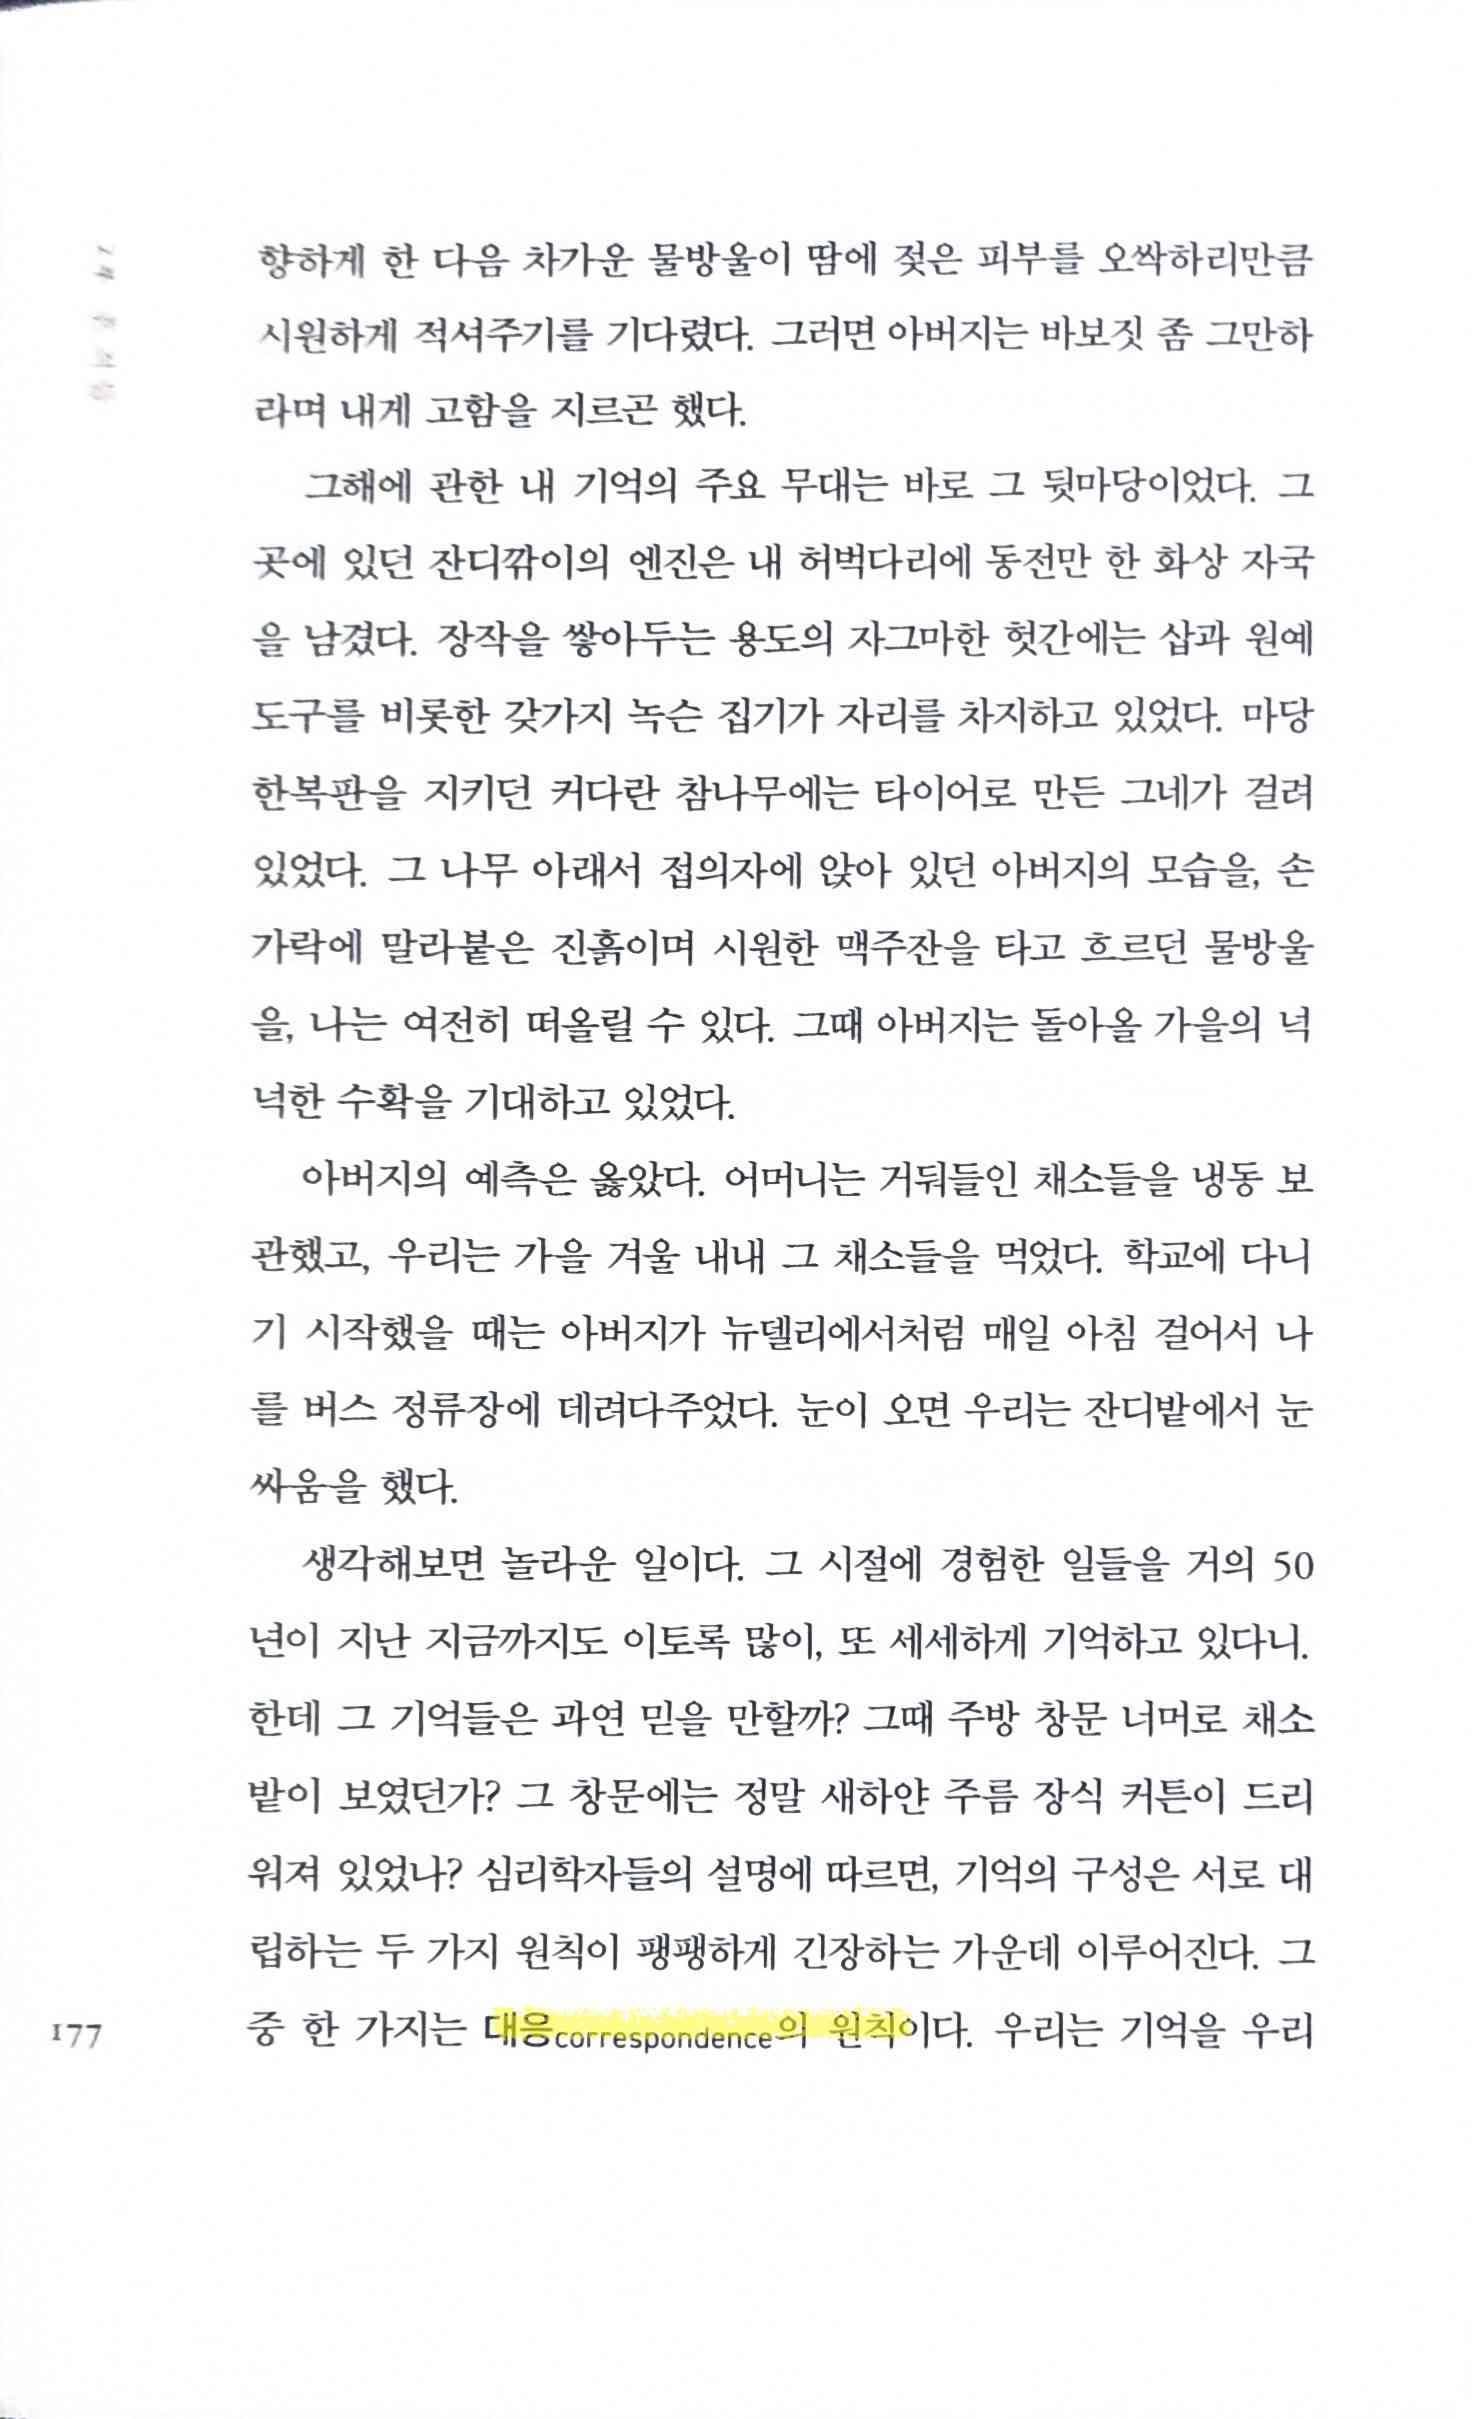 향하게 한 다음 차가운 물방울이 땀에 젖은 피부를 오싹하리만큼
시원하게 적셔주기를 기다렸다. 그러면 아버지는 바보짓 좀 그만하
라며 내게 고함을 지르곤 했다.
그해에 관한 내 기억의 주요 무대는 바로 그 뒷마당이었다. 그
곳에 있던 잔디깎이의 엔진은 내 허벅다리에 동전만 한 화상 자국
을 남겼다. 장작을 쌓아두는 용도의 자그마한 헛간에는 삽과 원예
도구를 비롯한 갖가지 녹슨 집기가 자리를 차지하고 있었다. 마당
한복판을 지키던 커다란 참나무에는 타이어로 만든 그네가 걸려
있었다. 그 나무 아래서 접의자에 앉아 있던 아버지의 모습을, 손
가락에 말라붙은 진흙이며 시원한 맥주잔을 타고 흐르던 물방울
을, 나는 여전히 떠올릴 수 있다. 그때 아버지는 돌아올 가을의 넉
넉한 수확을 기대하고 있었다.
아버지의 예측은 옳았다. 어머니는 거둬들인 채소들을 냉동 보
관했고, 우리는 가을 겨울 내내 그 채소들을 먹었다. 학교에 다니
기 시작했을 때는 아버지가 뉴델리에서처럼 매일 아침 걸어서 나
를 버스 정류장에 데려다주었다. 눈이 오면 우리는 잔디밭에서 눈
싸움을 했다.
생각해보면 놀라운 일이다. 그 시절에 경험한 일들을 거의 50
년이 지난 지금까지도 이토록 많이, 또 세세하게 기억하고 있다니.
한데 그 기억들은 과연 믿을 만할까? 그때 주방 창문 너머로 채소
밭이 보였던가? 그 창문에는 정말 새하얀 주름 장식 커튼이 드리
워져 있었나? 심리학자들의 설명에 따르면, 기억의 구성은 서로 대
립하는 두 가지 원칙이 팽팽하게 긴장하는 가운데 이루어진다. 그
중 한 가지는 대응correspondence의 원칙이다. 우리는 기억을 우리
177